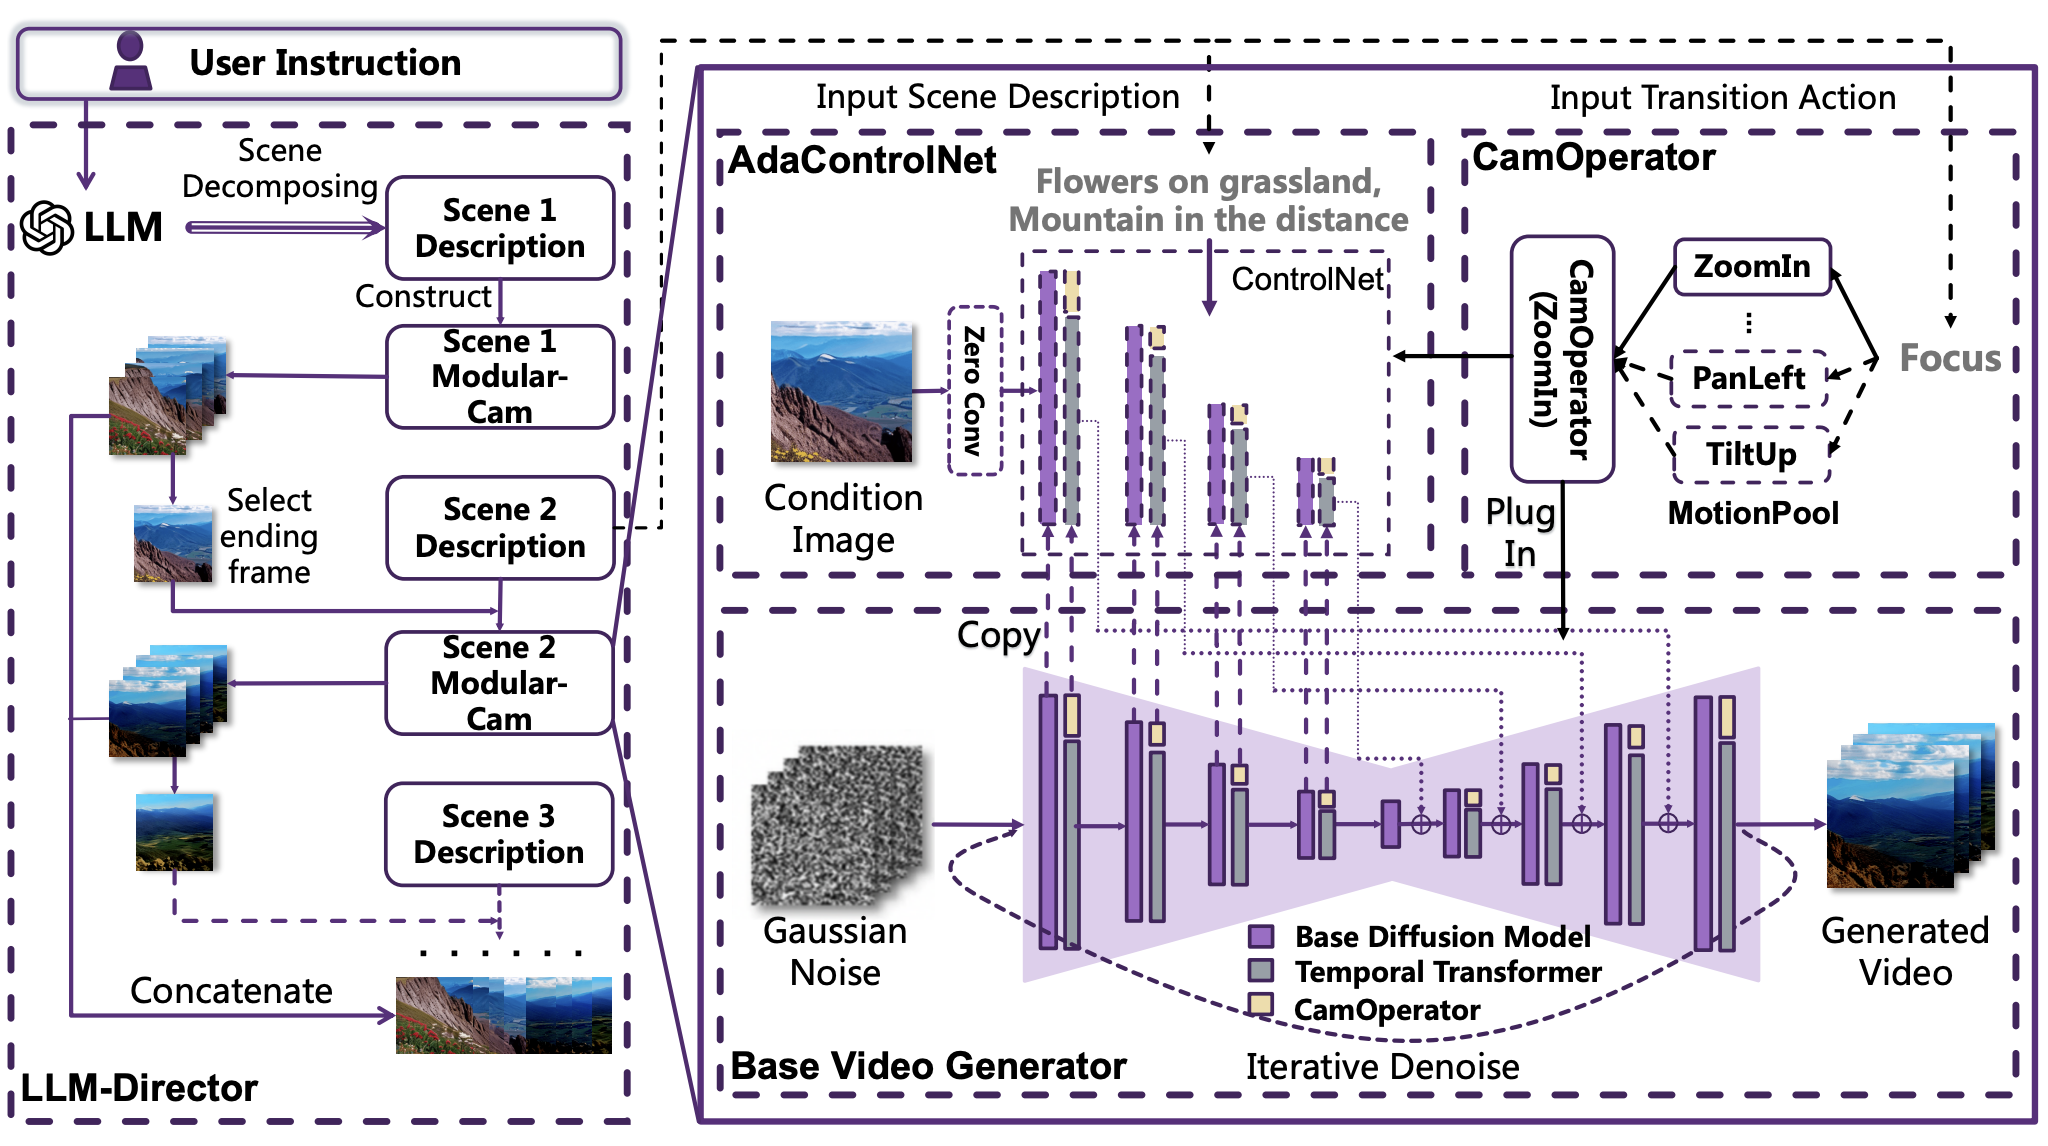 User Instruction
Scene
Decomposing
LLM
Scene 1
Description
Construct
Scene 1
Modular-
Cam
Select
ending
frame
Scene 2
Description
Scene 2
Modular-
Cam
Scene 3
Description
. . . . . .
Concatenate
LLM-Director
Input Scene Description
Input Transition Action
AdaControlNet
Flowers on grassland,
Mountain in the distance
ControlNet
Zero Conv
Condition
Image
CamOperator
CamOperator
(ZoomIn)
ZoomIn
...
PanLeft
TiltUp
MotionPool
Focus
Plug
In
Copy
Gaussian
Noise
Base Diffusion Model
Temporal Transformer
CamOperator
Generated
Video
Iterative Denoise
Base Video Generator